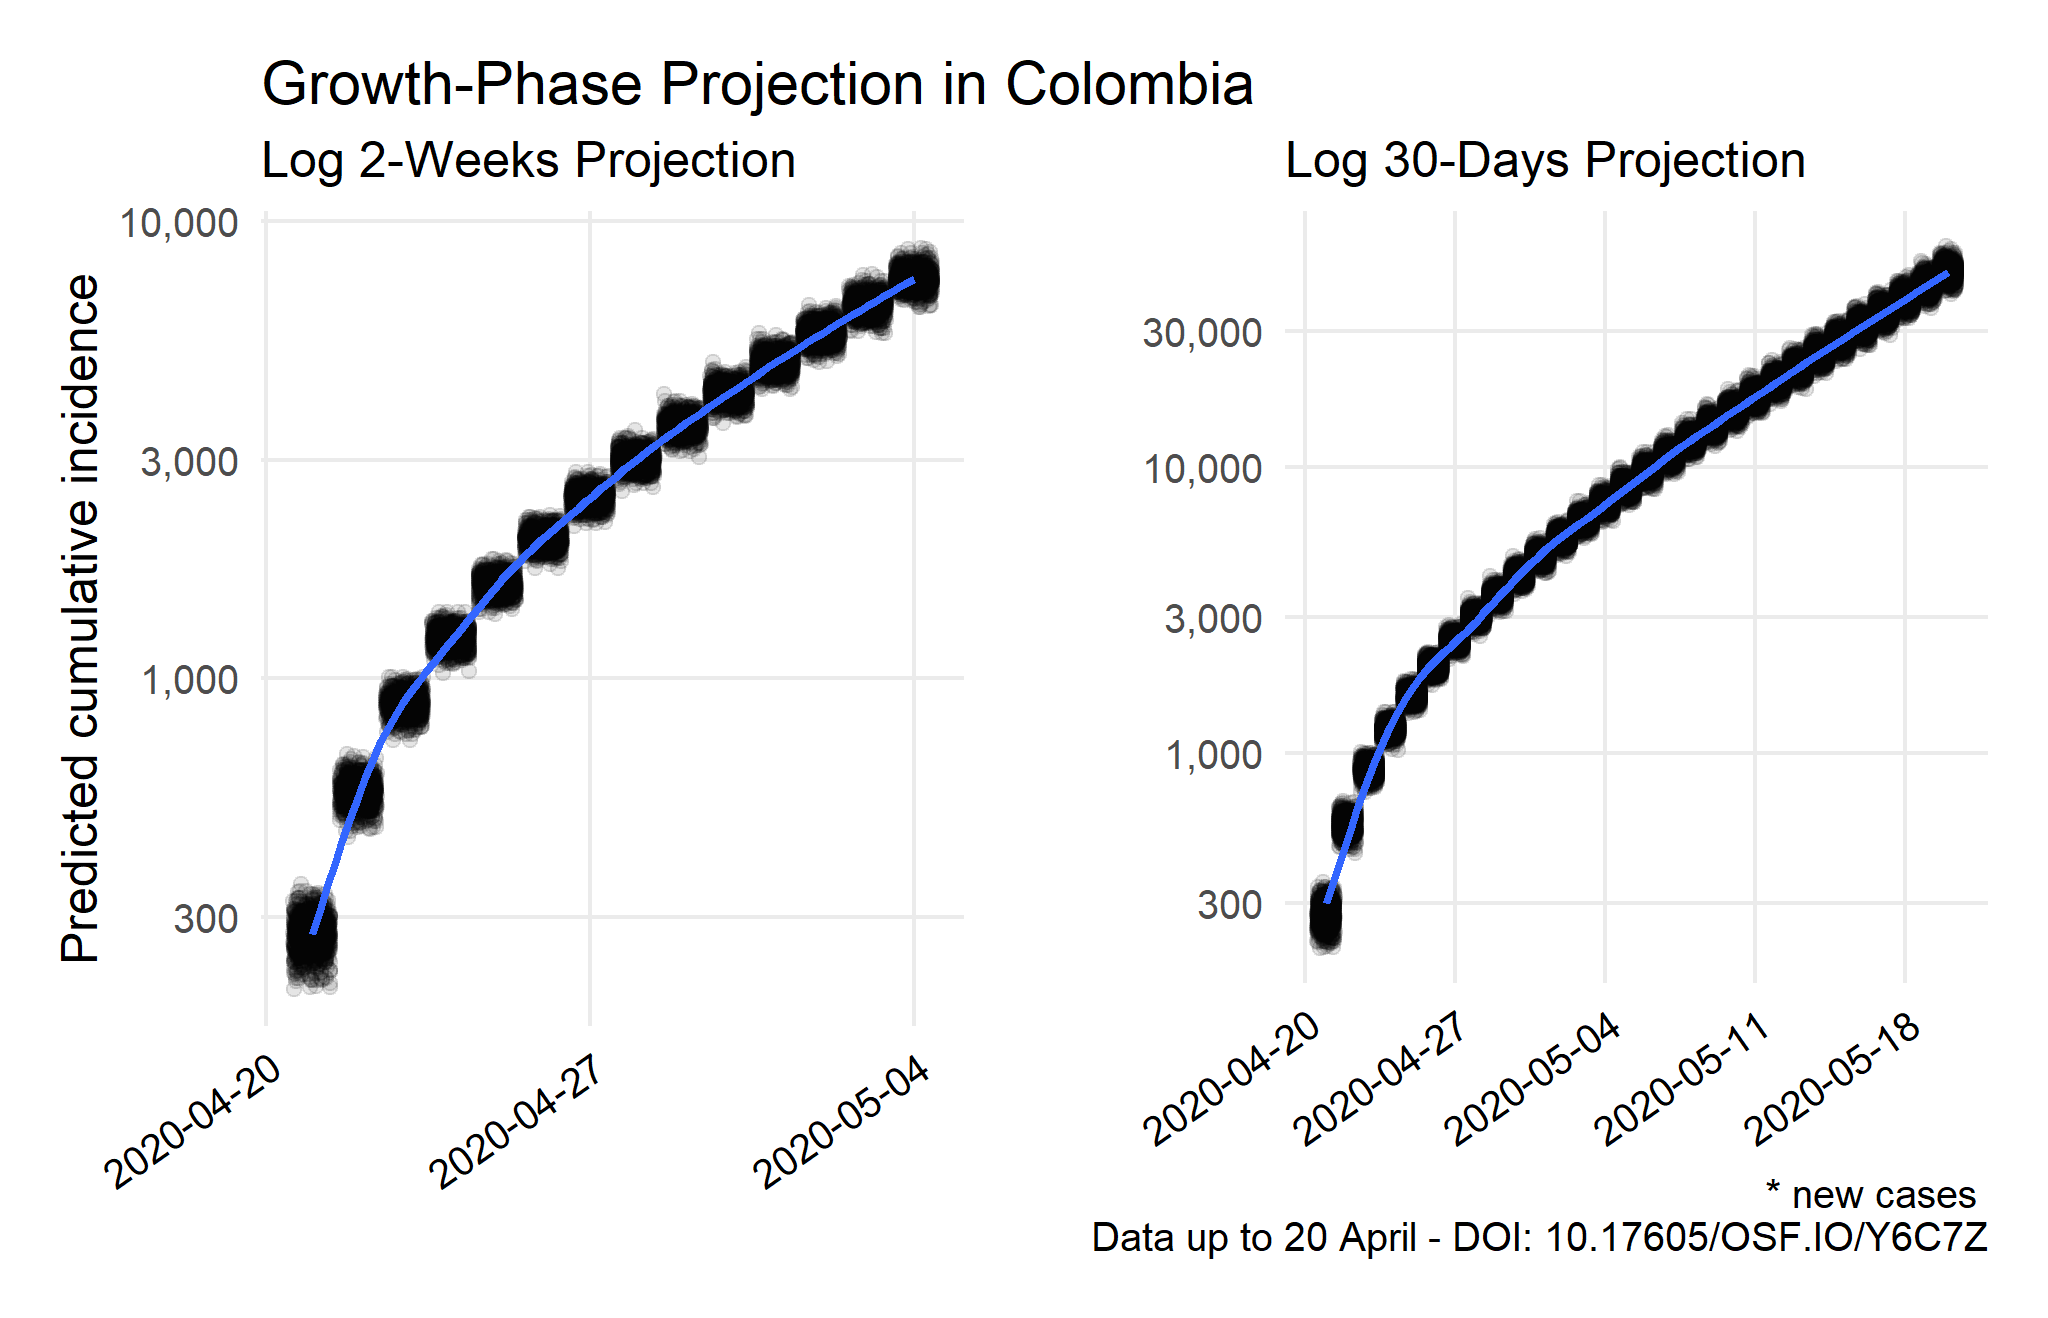 Growth-Phase Projection in Colombia
Log 2-Weeks Projection
Predicted cumulative incidence
10,000
3,000
1,000
300
2020-04-20
2020-04-27
2020-05-04
Log 30-Days Projection
30,000
10,000
3,000
1,000
300
2020-04-20
2020-04-27
2020-05-04
2020-05-11
2020-05-18
* new cases
Data up to 20 April - DOI: 10.17605/OSF.IO/Y6C7Z